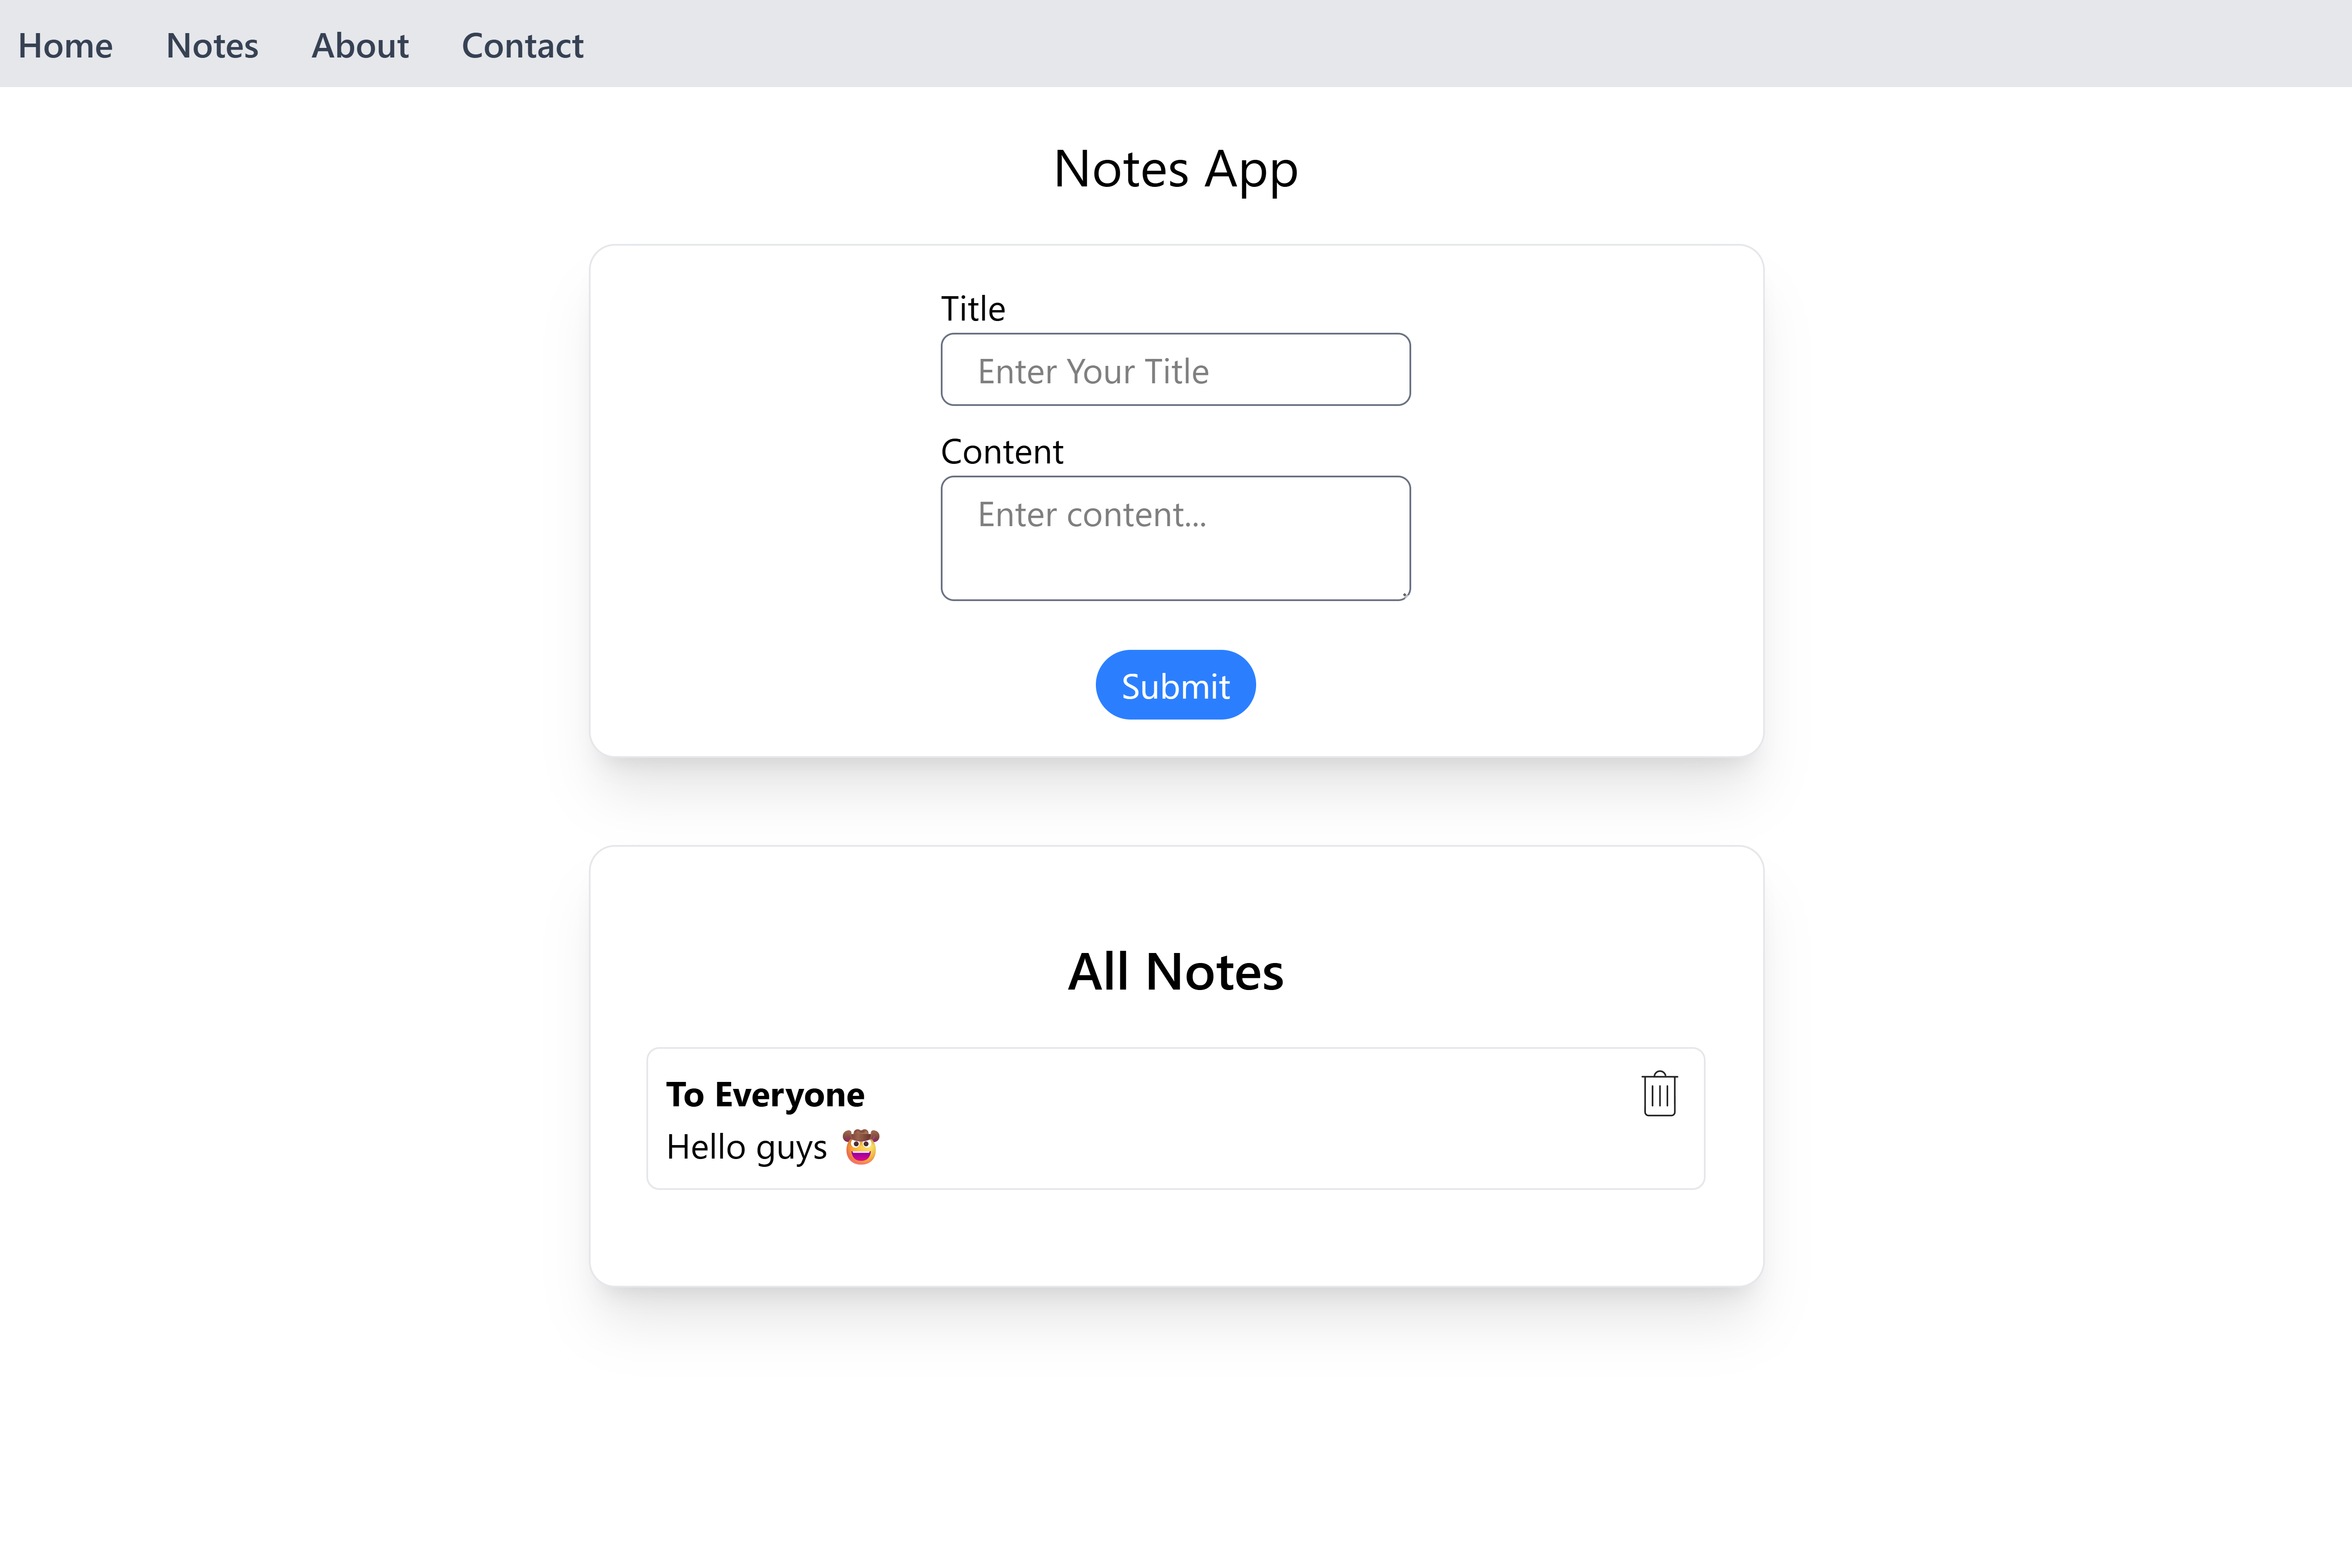 Home Notes About Contact
Notes App
Title
Enter Your Title
Content
Enter content...
Submit
All Notes
To Everyone
Hello guys 🤠